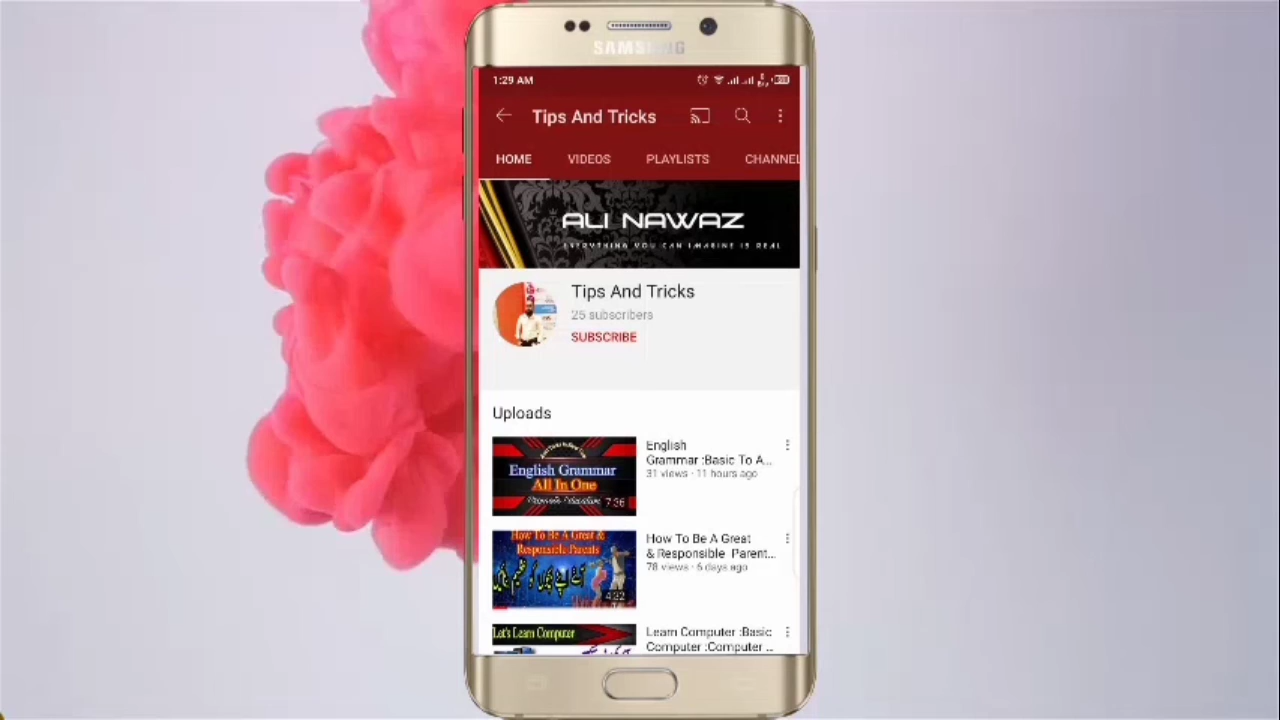 SAMSUNG
1:29 AM
Tips And Tricks
HOME VIDEOS PLAYLISTS CHANNEL
ALI NAWAZ
EVERYTHING YOU CAN IMAGINE IS REAL
Tips And Tricks
25 subscribers
SUBSCRIBE
Uploads
English Grammar
All In One
7:36
English
Grammar :Basic To A...
31 views · 11 hours ago
How To Be A Great &
Responsible Parents
4:22
How To Be A Great
& Responsible Parent...
78 views · 6 days ago
Let's Learn Computer
Learn Computer :Basic
Computer :Computer ...